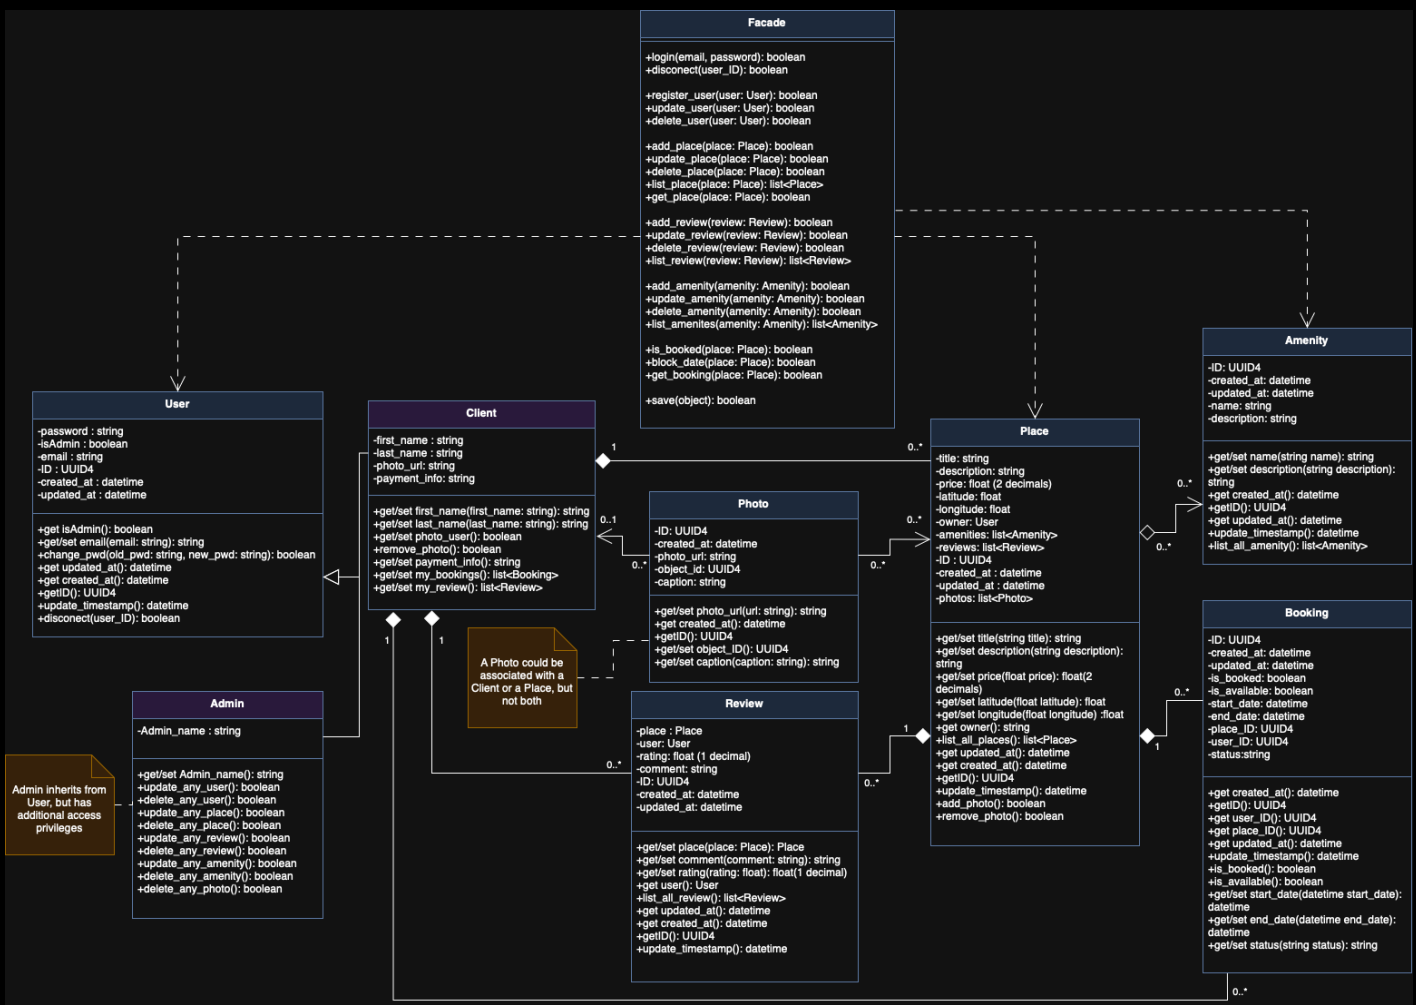 Facade
+login(email, password): boolean
+disconect(user_ID): boolean
+register_user(user: User): boolean
+update_user(user: User): boolean
+delete_user(user: User): boolean
+add_place(place: Place): boolean
+update_place(place: Place): boolean
+delete_place(place: Place): boolean
+list_place(place: Place): list<Place>
+get_place(place: Place): boolean
+add_review(review: Review): boolean
+update_review(review: Review): boolean
+delete_review(review: Review): boolean
+list_review(review: Review): list<Review>
+add_amenity(amenity: Amenity): boolean
+update_amenity(amenity: Amenity): boolean
+delete_amenity(amenity: Amenity): boolean
+list_amenites(amenity: Amenity): list<Amenity>
+is_booked(place: Place): boolean
+block_date(place: Place): boolean
+get_booking(place: Place): boolean
+save(object): boolean
User
-password : string
-isAdmin : boolean
-email : string
-ID : UUID4
-created_at : datetime
-updated_at : datetime
+get isAdmin(): boolean
+get/set email(email: string): string
+change_pwd(old_pwd: string, new_pwd: string): boolean
+get updated_at(): datetime
+get created_at(): datetime
+getID(): UUID4
+update_timestamp(): datetime
+disconect(user_ID): boolean
Client
-first_name : string
-last_name : string
-photo_url: string
-payment_info: string
+get/set first_name(first_name: string): string
+get/set last_name(last_name: string): string
+get/set photo_user(): boolean
+remove_photo(): boolean
+get/set payment_info(): string
+get/set my_bookings(): list<Booking>
+get/set my_review(): list<Review>
1
0..*
0..1
0..*
0..*
0..*
1
1
Photo
-ID: UUID4
-created_at: datetime
-photo_url: string
-object_id: UUID4
-caption: string
+get/set photo_url(url: string): string
+get created_at(): datetime
+getID(): UUID4
+get/set object_ID(): UUID4
+get/set caption(caption: string): string
A Photo could be
associated with a
Client or a Place, but
not both
Place
-title: string
-description: string
-price: float (2 decimals)
-latitude: float
-longitude: float
-owner: User
-amenities: list<Amenity>
-reviews: list<Review>
-ID : UUID4
-created_at : datetime
-updated_at : datetime
-photos: list<Photo>
+get/set title(string title): string
+get/set description(string description):
string
+get/set price(float price): float(2
decimals)
+get/set latitude(float latitude): float
+get/set longitude(float longitude) :float
+get owner(): string
+list_all_places(): list<Place>
+get updated_at(): datetime
+get created_at(): datetime
+getID(): UUID4
+update_timestamp(): datetime
+add_photo(): boolean
+remove_photo(): boolean
0..*
0..*
Amenity
-ID: UUID4
-created_at: datetime
-updated_at: datetime
-name: string
-description: string
+get/set name(string name): string
+get/set description(string description):
string
+get created_at(): datetime
+getID(): UUID4
+get updated_at(): datetime
+update_timestamp(): datetime
+list_all_amenity(): list<Amenity>
0..*
1
Booking
-ID: UUID4
-created_at: datetime
-updated_at: datetime
-is_booked: boolean
-is_available: boolean
-start_date: datetime
-end_date: datetime
-place_ID: UUID4
-user_ID: UUID4
-status:string
+get created_at(): datetime
+getID(): UUID4
+get user_ID(): UUID4
+get place_ID(): UUID4
+get updated_at(): datetime
+update_timestamp(): datetime
+is_booked(): boolean
+is_available(): boolean
+get/set start_date(datetime start_date):
datetime
+get/set end_date(datetime end_date):
datetime
+get/set status(string status): string
0..*
Admin
-Admin_name : string
+get/set Admin_name(): string
+update_any_user(): boolean
+delete_any_user(): boolean
+update_any_place(): boolean
+delete_any_place(): boolean
+update_any_review(): boolean
+delete_any_review(): boolean
+update_any_amenity(): boolean
+delete_any_amenity(): boolean
+delete_any_photo(): boolean
Admin inherits from
User, but has
additional access
privileges
Review
-place : Place
-user: User
-rating: float (1 decimal)
-comment: string
-ID: UUID4
-created_at: datetime
-updated_at: datetime
+get/set place(place: Place): Place
+get/set comment(comment: string): string
+get/set rating(rating: float): float(1 decimal)
+get user(): User
+list_all_review(): list<Review>
+get updated_at(): datetime
+get created_at(): datetime
+getID(): UUID4
+update_timestamp(): datetime
0..*
1
0..*